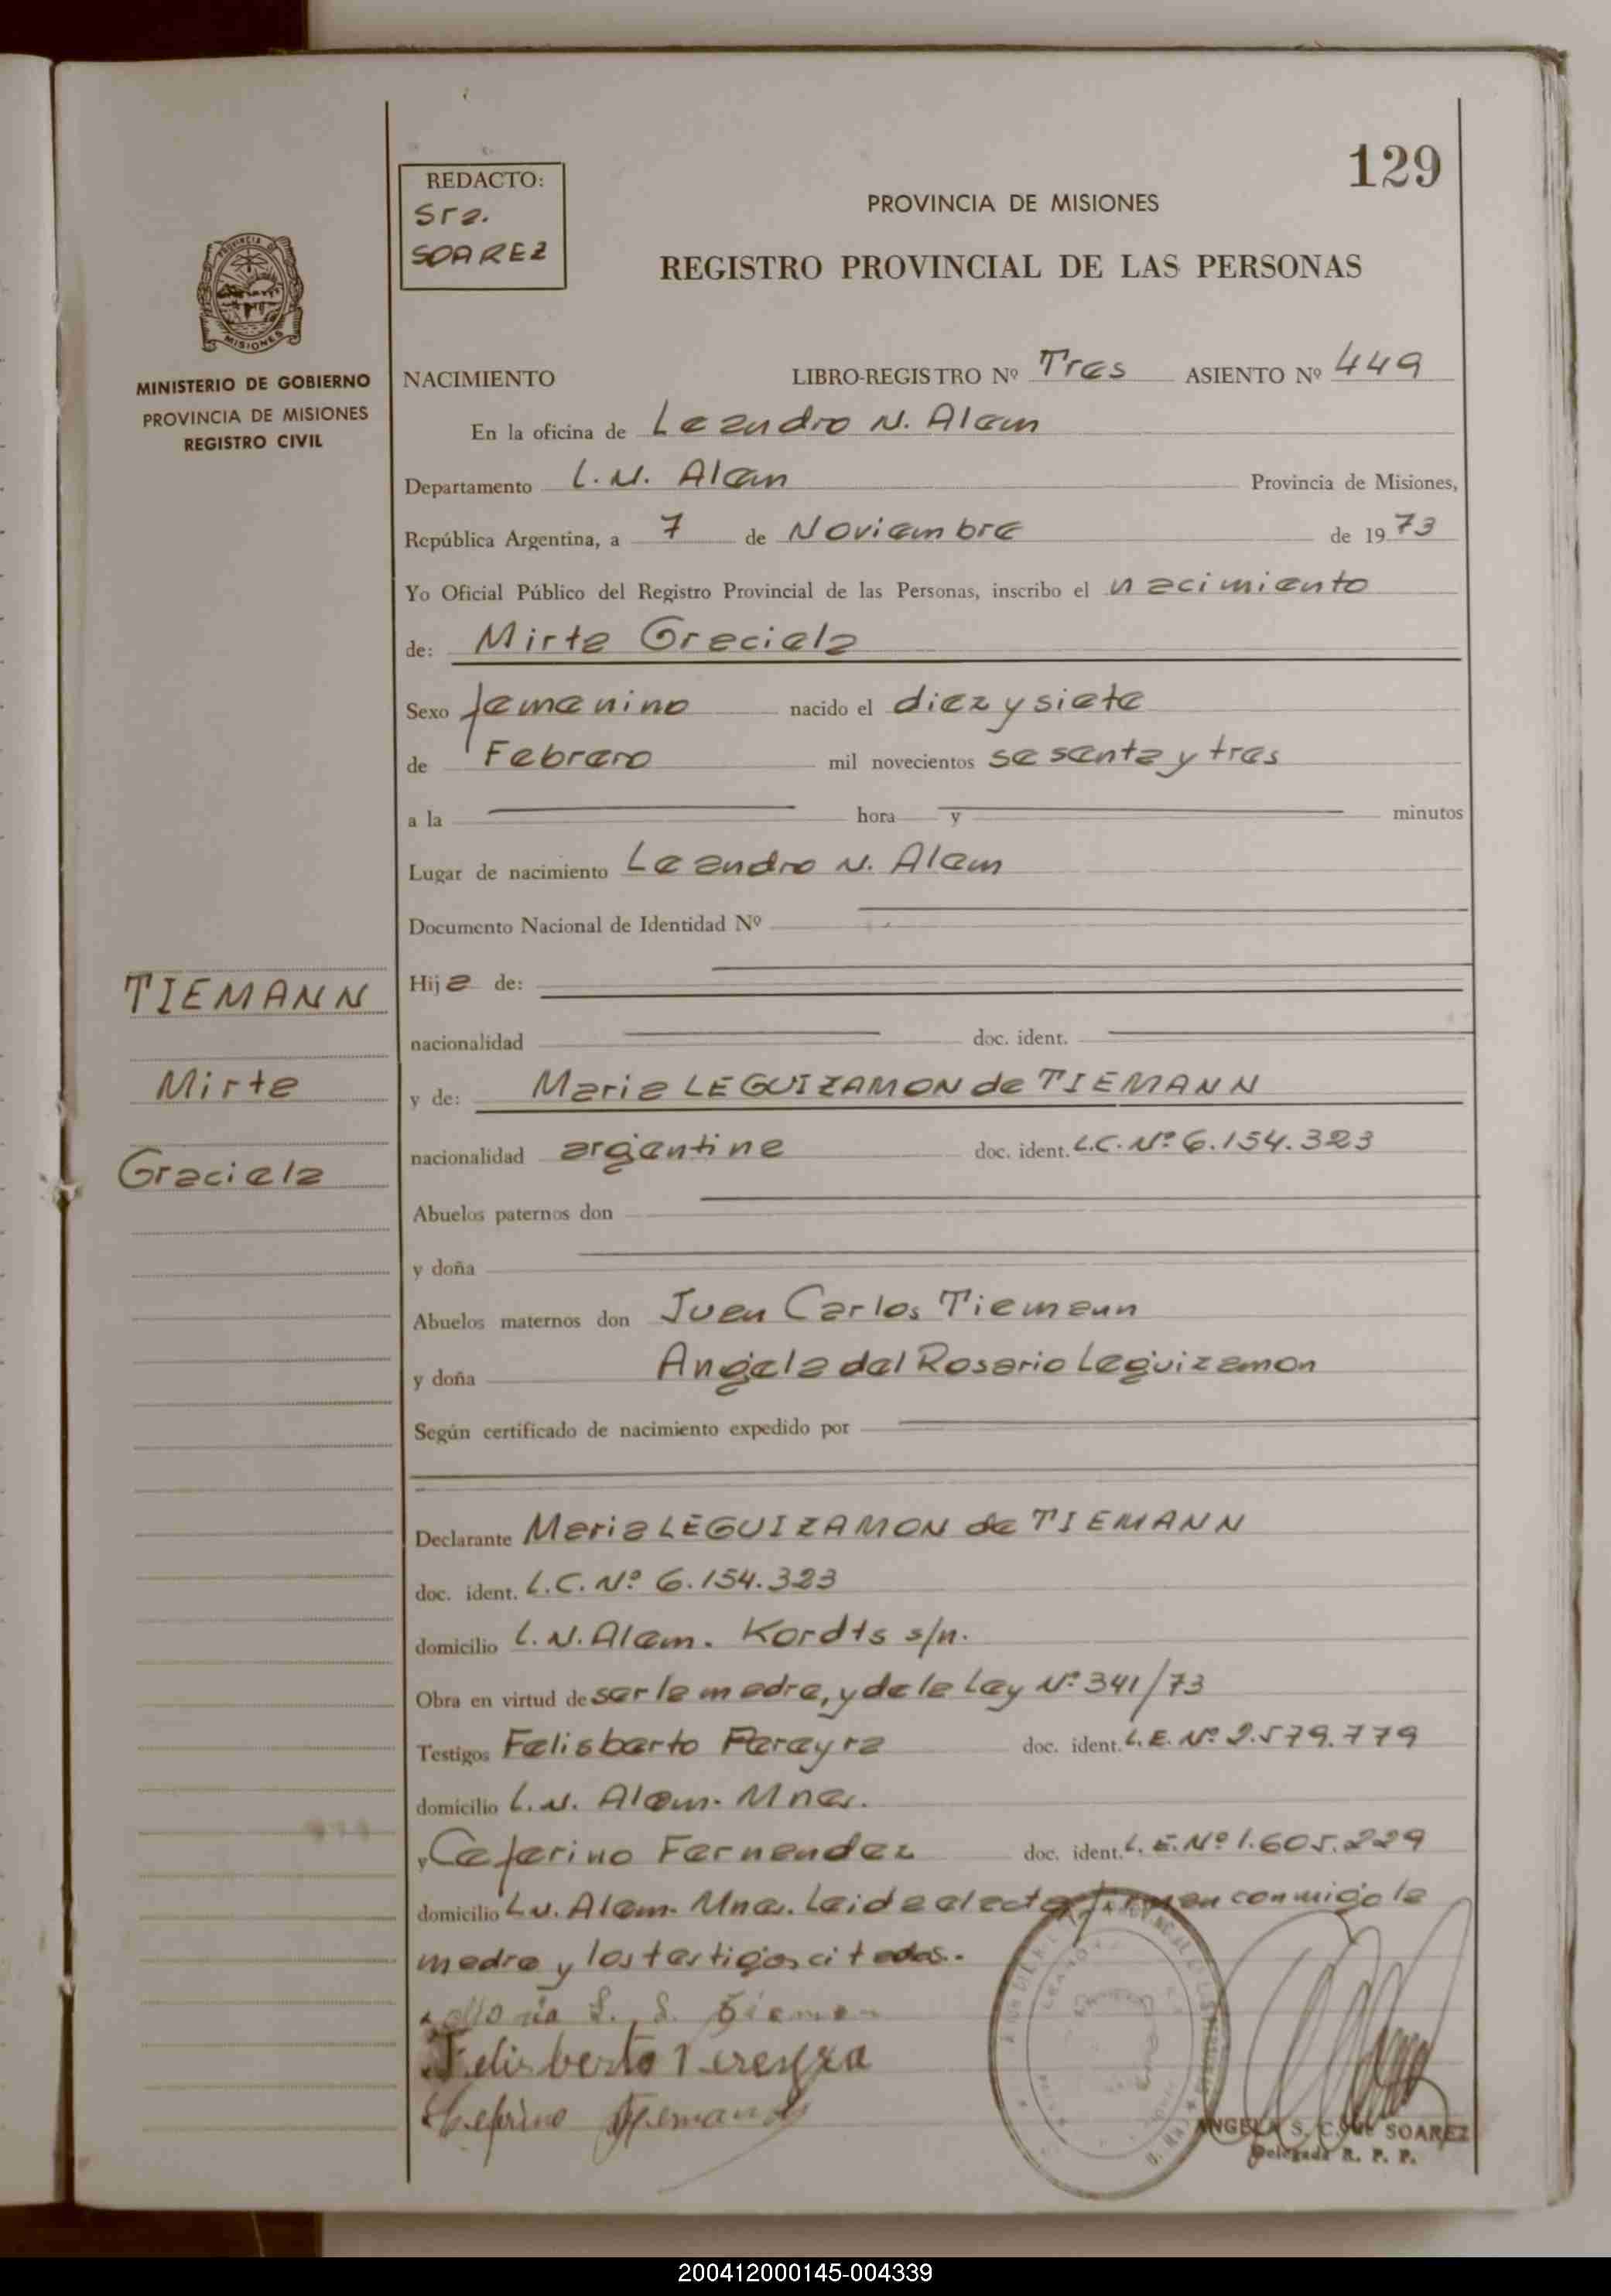 129
REDACTO:
Sra.
SOAREZ
PROVINCIA DE MISIONES
REGISTRO PROVINCIAL DE LAS PERSONAS
PROVINCIA DE
MISIONES
MINISTERIO DE GOBIERNO
PROVINCIA DE MISIONES
REGISTRO CIVIL
NACIMIENTO LIBRO-REGISTRO Nº Tres ASIENTO Nº 449
En la oficina de Leandro N. Alem
Departamento L.N. Alem Provincia de Misiones,
República Argentina, a 7 de Noviembre de 1973
Yo Oficial Público del Registro Provincial de las Personas, inscribo el nacimiento
de: Mirta Graciela
Sexo femenino nacido el diez y siete
de Febrero mil novecientos sesenta y tres
a la hora y minutos
Lugar de nacimiento Leandro N. Alem
Documento Nacional de Identidad Nº
TIEMANN
Mirta
Graciela
Hija de:
nacionalidad doc. ident.
y de: Maria LEGUIZAMON de TIEMANN
nacionalidad argentina doc. ident. L.C. Nº 6.154.323
Abuelos paternos don
y doña
Abuelos maternos don Juan Carlos Tiemann
y doña Angela del Rosario Leguizamon
Según certificado de nacimiento expedido por
Declarante Maria LEGUIZAMON de TIEMANN
doc. ident. L.C. Nº 6.154.323
domicilio L.N. Alem. Kordts s/n.
Obra en virtud de ser la madre, y de la Ley Nº 341/73
Testigos Felisberto Pereyra doc. ident. L.E. Nº 2.579.779
domicilio L.N. Alem. Mnes.
y Ceferino Fernandez doc. ident. L.E. Nº 1.605.229
domicilio L.N. Alem. Mnes. Leida el acta firman conmigo la
madre y los testigos citados.
Felisberto Pereyra
ANGELA S. C. de SOAREZ
Delegada R. P. P.
200412000145-004339